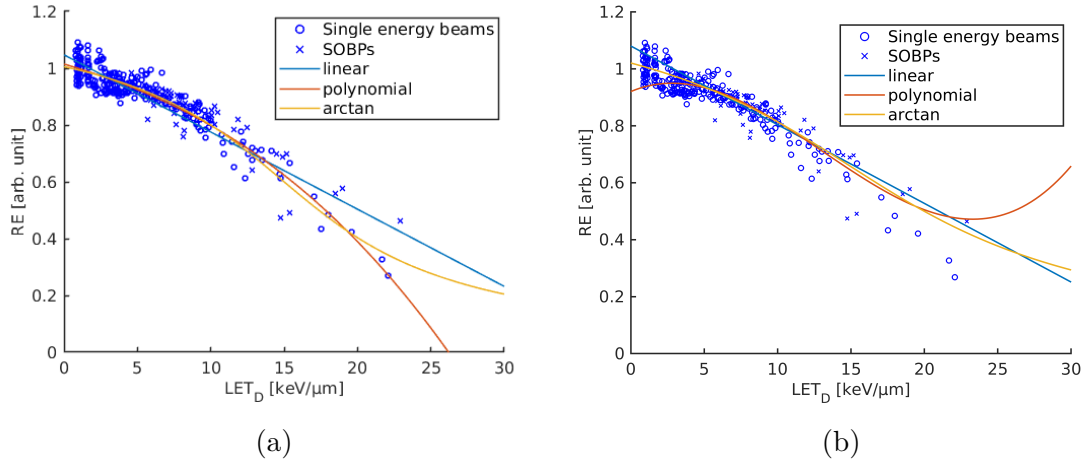 1.2
1
0.8
0.6
0.4
0.2
0
RE [arb. unit]
Single energy beams
SOBPs
linear
polynomial
arctan
0 5 10 15 20 25 30
LET_D [keV/μm]
(a)
1.2
1
0.8
0.6
0.4
0.2
0
RE [arb. unit]
Single energy beams
SOBPs
linear
polynomial
arctan
0 5 10 15 20 25 30
LET_D [keV/μm]
(b)